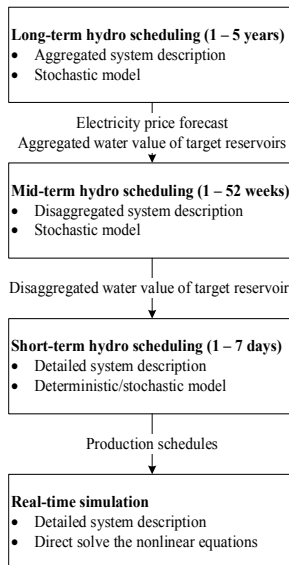 Long-term hydro scheduling (1 – 5 years)
• Aggregated system description
• Stochastic model
Electricity price forecast
Aggregated water value of target reservoirs
Mid-term hydro scheduling (1 – 52 weeks)
• Disaggregated system description
• Stochastic model
Disaggregated water value of target reservoir
Short-term hydro scheduling (1 – 7 days)
• Detailed system description
• Deterministic/stochastic model
Production schedules
Real-time simulation
• Detailed system description
• Direct solve the nonlinear equations